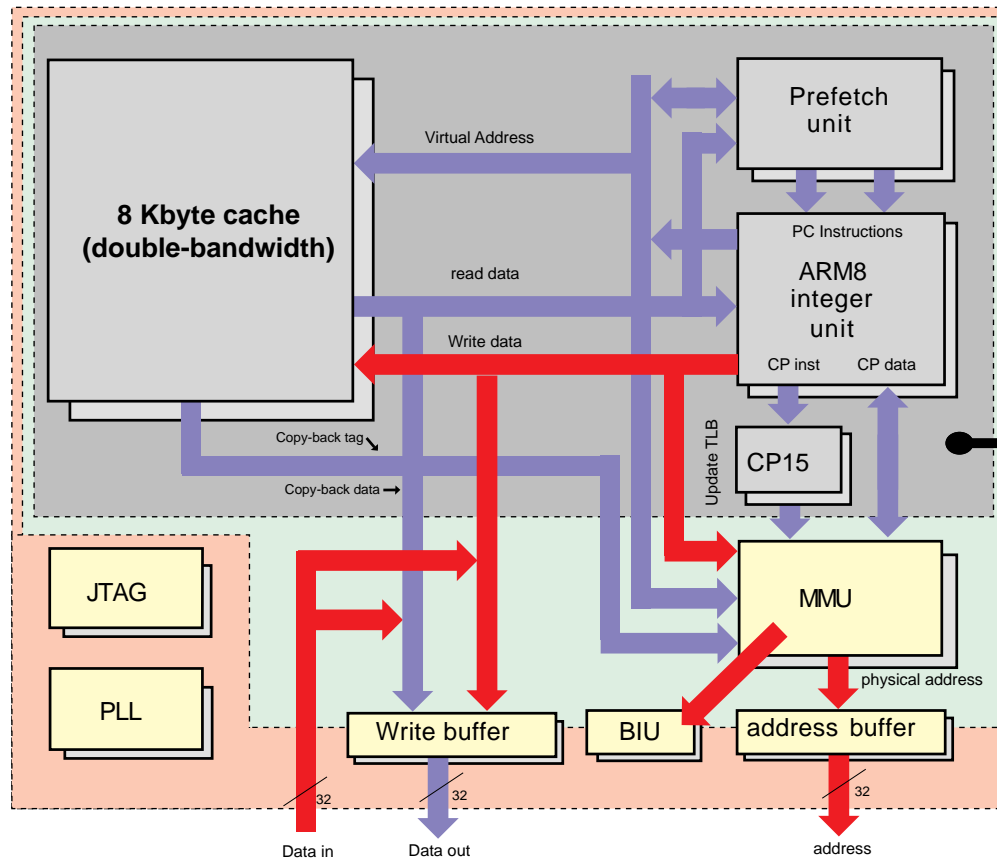 Prefetch
unit
Virtual Address
8 Kbyte cache
(double-bandwidth)
PC Instructions
ARM8
integer
unit
read data
Write data
CP inst
CP data
Copy-back tag
Update TLB
CP15
Copy-back data
JTAG
MMU
physical address
PLL
Write buffer
BIU
address buffer
32
32
32
Data in
Data out
address